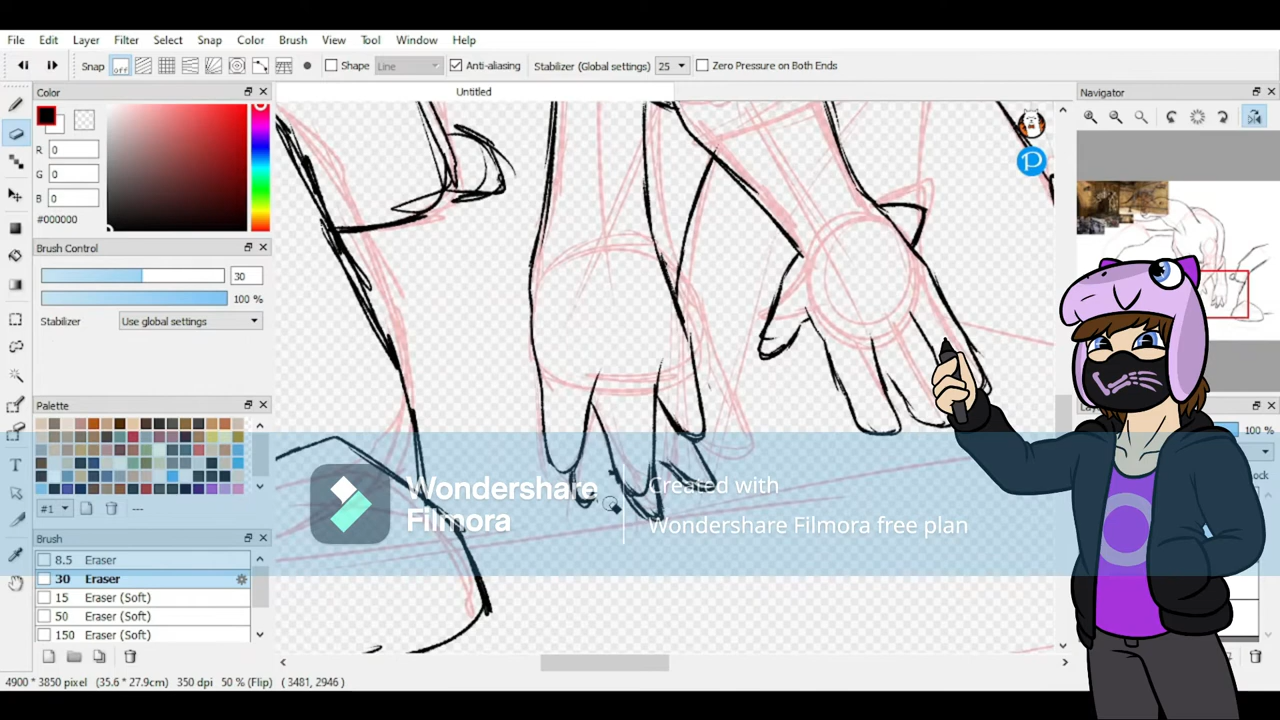 File Edit Layer Filter Select Snap Color Brush View Tool Window Help
Snap off Shape Line Anti-aliasing Stabilizer (Global settings) 25 Zero Pressure on Both Ends
Color
Untitled
Navigator
R 0
G 0
B 0
#000000
Brush Control
30
100 %
Stabilizer Use global settings
Palette
#1 ---
100 %
ock
Wondershare
Filmora
Created with
Wondershare Filmora free plan
Brush
8.5 Eraser
30 Eraser
15 Eraser (Soft)
50 Eraser (Soft)
150 Eraser (Soft)
4900 * 3850 pixel (35.6 * 27.9cm) 350 dpi 50 % (Flip) ( 3481, 2946 )